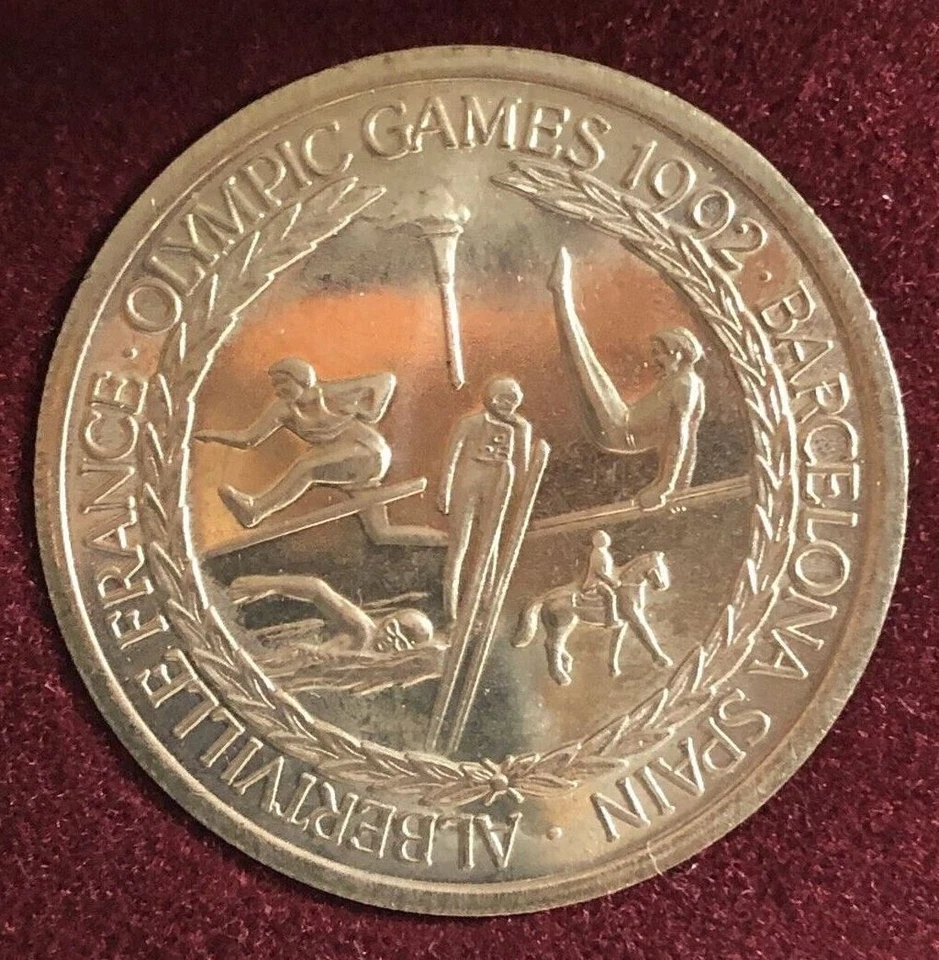 · OLYMPIC GAMES 1992 · BARCELONA SPAIN · ALBERTVILLE FRANCE